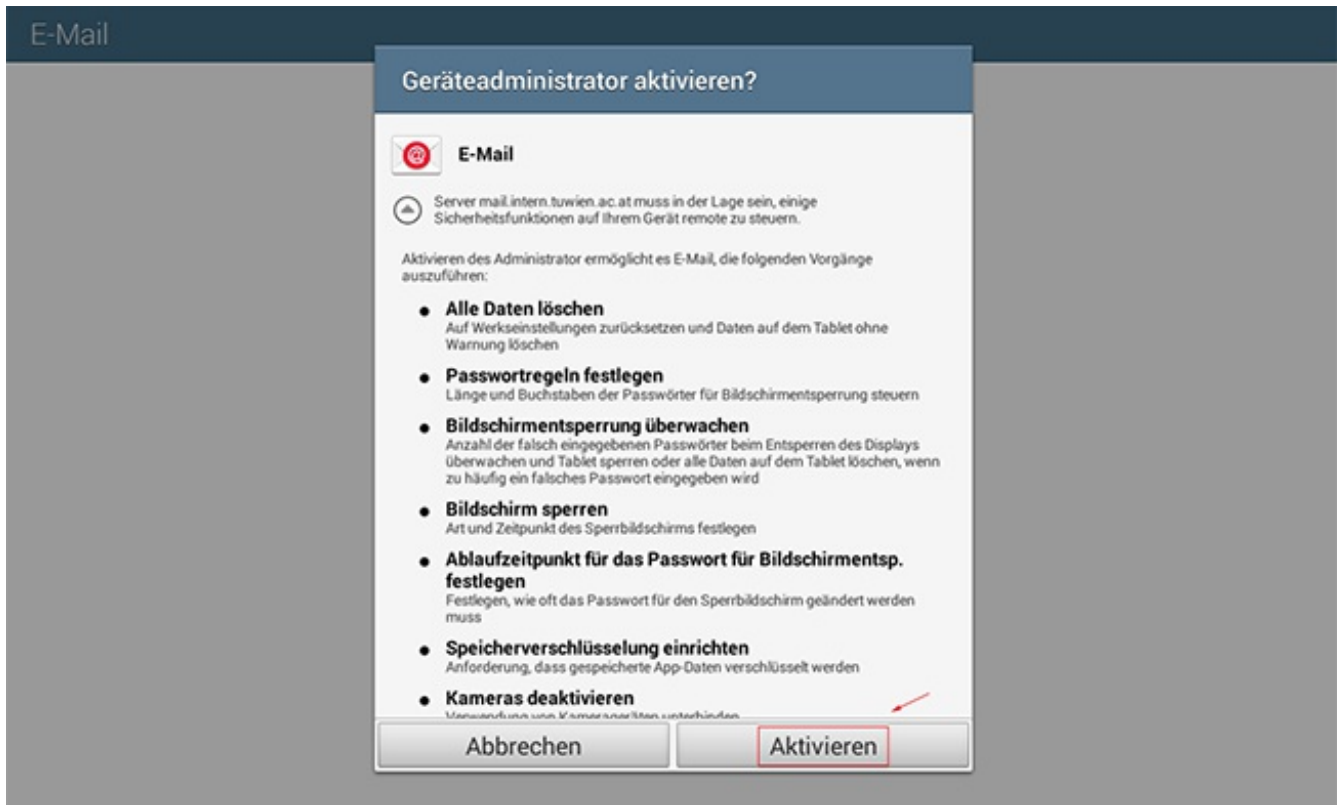 E-Mail
Geräteadministrator aktivieren?
E-Mail
Server mail.intern.tuwien.ac.at muss in der Lage sein, einige
Sicherheitsfunktionen auf Ihrem Gerät remote zu steuern.
Aktivieren des Administrator ermöglicht es E-Mail, die folgenden Vorgänge
auszuführen:
• Alle Daten löschen
Auf Werkseinstellungen zurücksetzen und Daten auf dem Tablet ohne
Warnung löschen
• Passwortregeln festlegen
Länge und Buchstaben der Passwörter für Bildschirmentsperrung steuern
• Bildschirmentsperrung überwachen
Anzahl der falsch eingegebenen Passwörter beim Entsperren des Displays
überwachen und Tablet sperren oder alle Daten auf dem Tablet löschen, wenn
zu häufig ein falsches Passwort eingegeben wird
• Bildschirm sperren
Art und Zeitpunkt des Sperrbildschirms festlegen
• Ablaufzeitpunkt für das Passwort für Bildschirmentsp.
festlegen
Festlegen, wie oft das Passwort für den Sperrbildschirm geändert werden
muss
• Speicherverschlüsselung einrichten
Anforderung, dass gespeicherte App-Daten verschlüsselt werden
• Kameras deaktivieren
Verwendung von Kamerageräten unterbinden
Abbrechen
Aktivieren